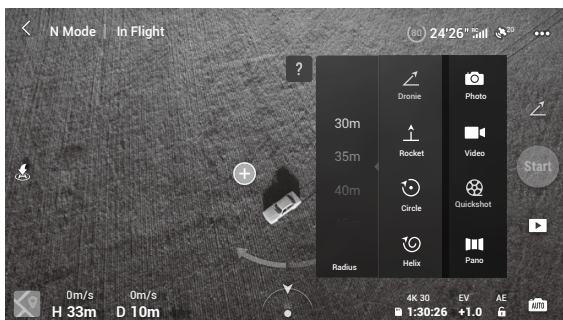 N Mode | In Flight
80 24'26" RC 20 •••
?
Dronie Photo
30m
Rocket Video
35m
Start
40m
Circle Quickshot
Radius Helix Pano
0m/s 0m/s
H 33m D 10m
4K 30 EV AE
1:30:26 +1.0
AUTO